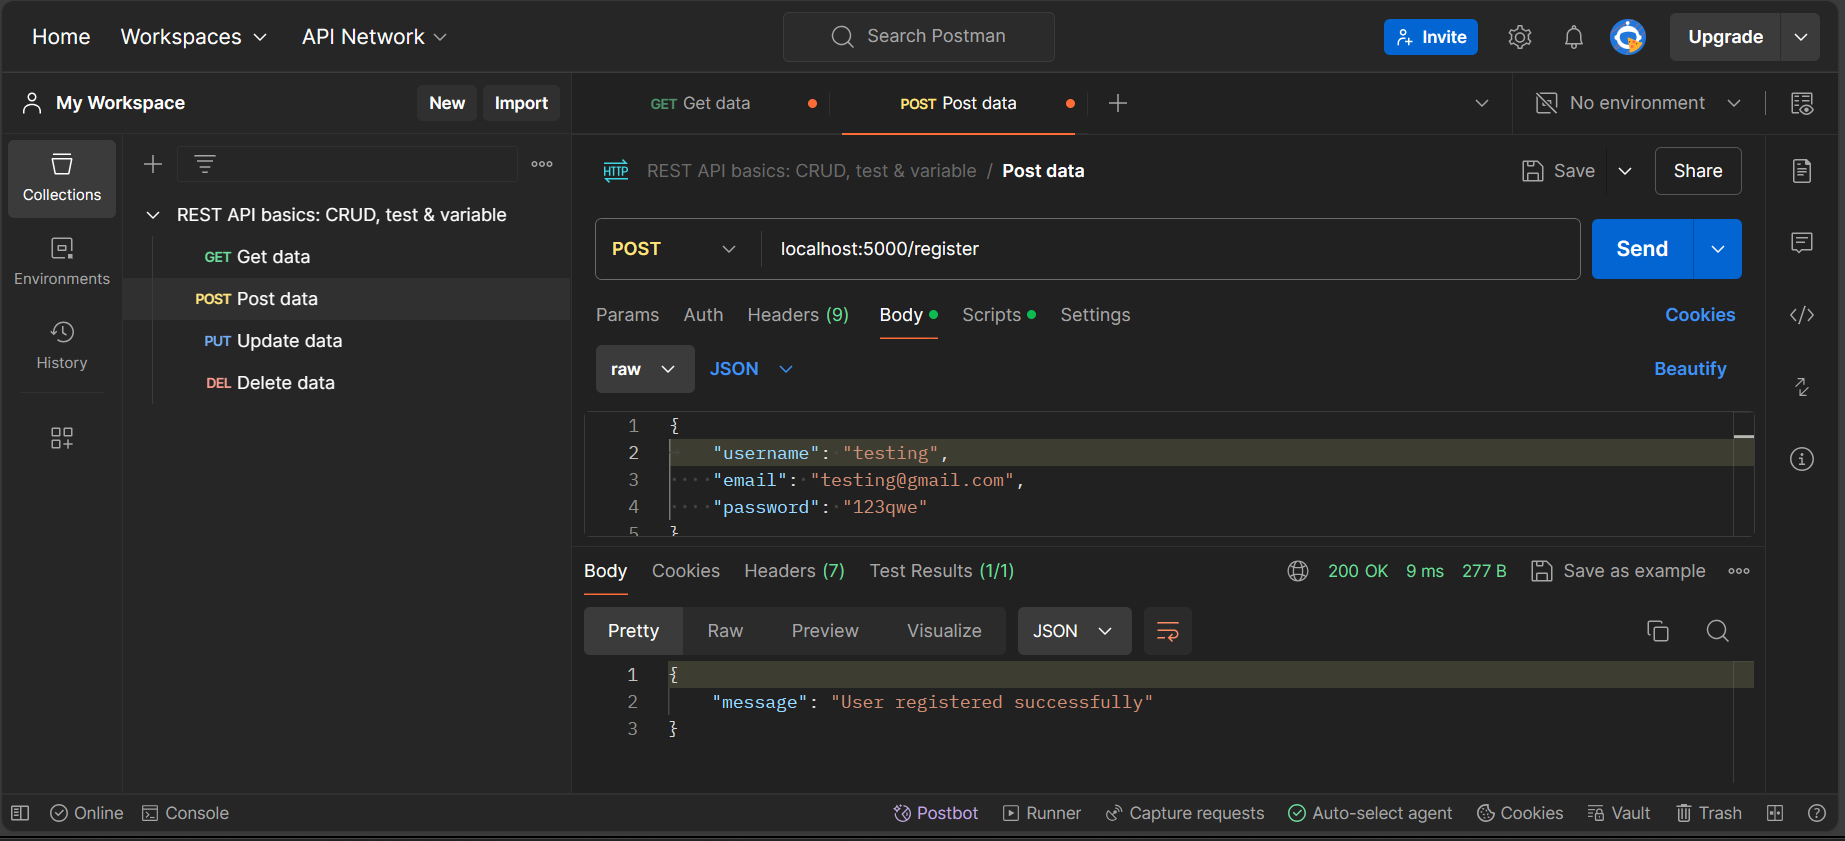 Home Workspaces API Network Search Postman Invite Upgrade
My Workspace New Import GET Get data POST Post data No environment
Collections
Environments
History
REST API basics: CRUD, test & variable
GET Get data
POST Post data
PUT Update data
DEL Delete data
HTTP REST API basics: CRUD, test & variable / Post data Save Share
POST localhost:5000/register Send
Params Auth Headers (9) Body Scripts Settings Cookies
raw JSON Beautify
1 {
2 "username": "testing",
3 "email": "testing@gmail.com",
4 "password": "123qwe"
5 }
Body Cookies Headers (7) Test Results (1/1) 200 OK 9 ms 277 B Save as example
Pretty Raw Preview Visualize JSON
1 {
2 "message": "User registered successfully"
3 }
Online Console Postbot Runner Capture requests Auto-select agent Cookies Vault Trash